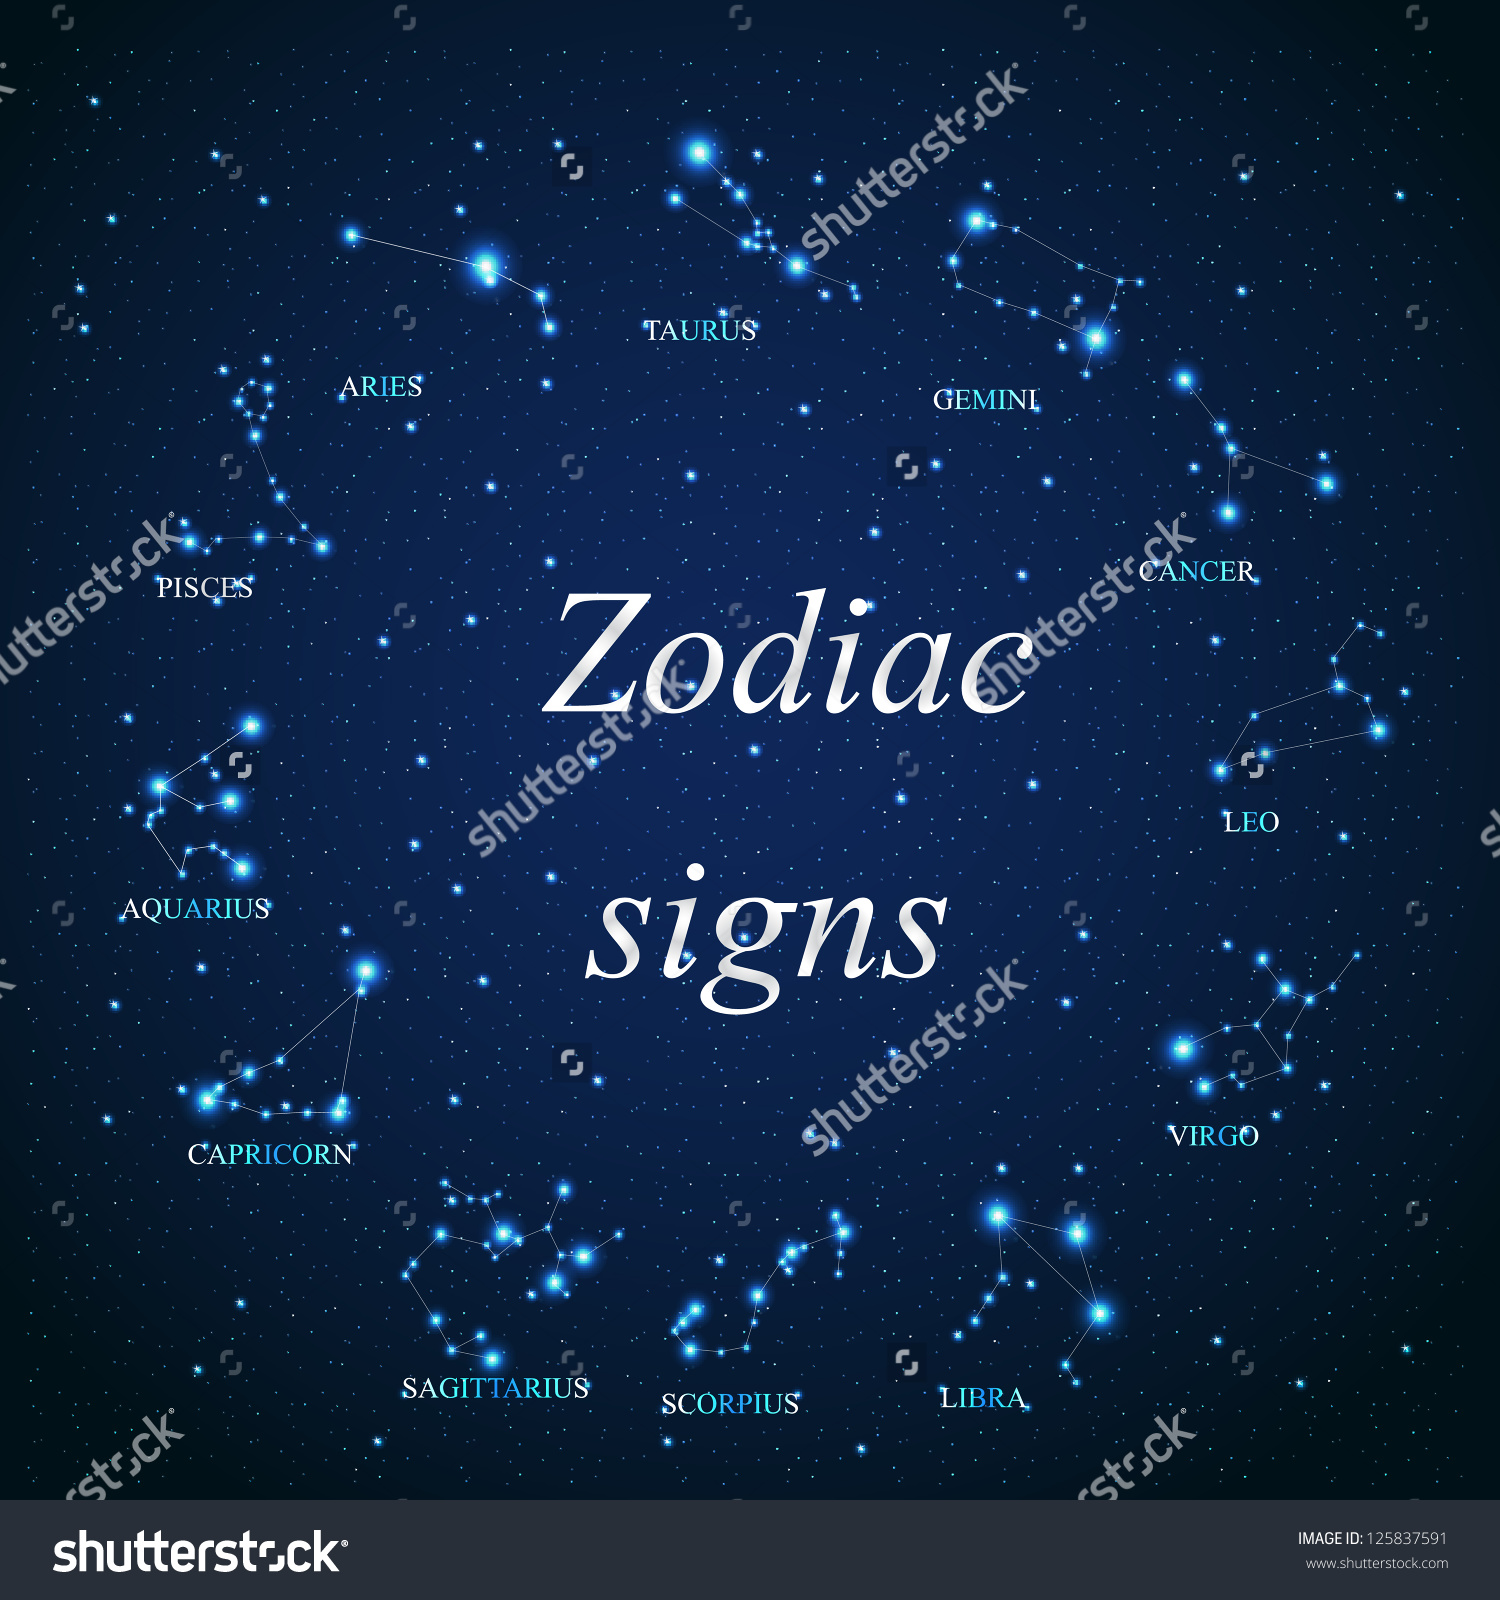 TAURUS
ARIES
GEMINI
PISCES
CANCER
Zodiac
signs
LEO
AQUARIUS
VIRGO
CAPRICORN
SAGITTARIUS
SCORPIUS
LIBRA
shutterstock
shutterstock
shutterstock
shutterstock
shutterstock
shutterstock®
IMAGE ID: 125837591
www.shutterstock.com